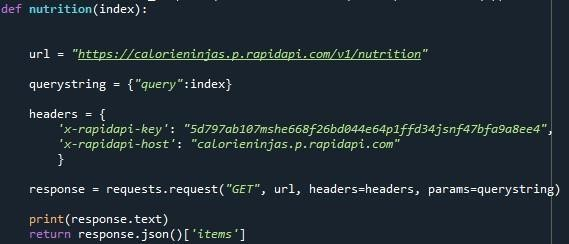 def nutrition(index):
url = "https://calorieninjas.p.rapidapi.com/v1/nutrition"
querystring = {"query":index}
headers = {
'x-rapidapi-key': "5d797ab107mshe668f26bd044e64p1ffd34jsnf47bfa9a8ee4",
'x-rapidapi-host': "calorieninjas.p.rapidapi.com"
}
response = requests.request("GET", url, headers=headers, params=querystring)
print(response.text)
return response.json()['items']